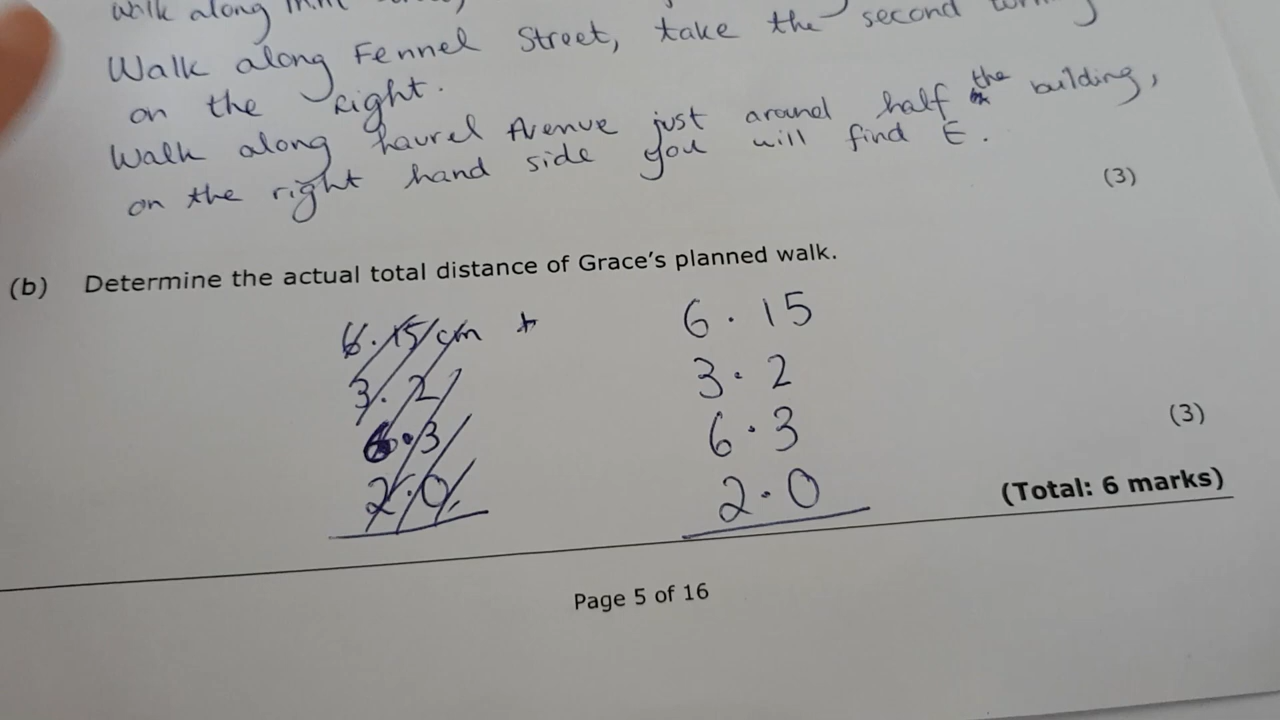 walk along
Walk along Fennel Street, take the second
on the right.
Walk along Laurel Avenue just around half the building,
on the right hand side you will find E.
(3)
(b) Determine the actual total distance of Grace's planned walk.
6.15 cm + 6.15
3.2 3.2
6.3 6.3
2.0 2.0
(3)
(Total: 6 marks)
Page 5 of 16